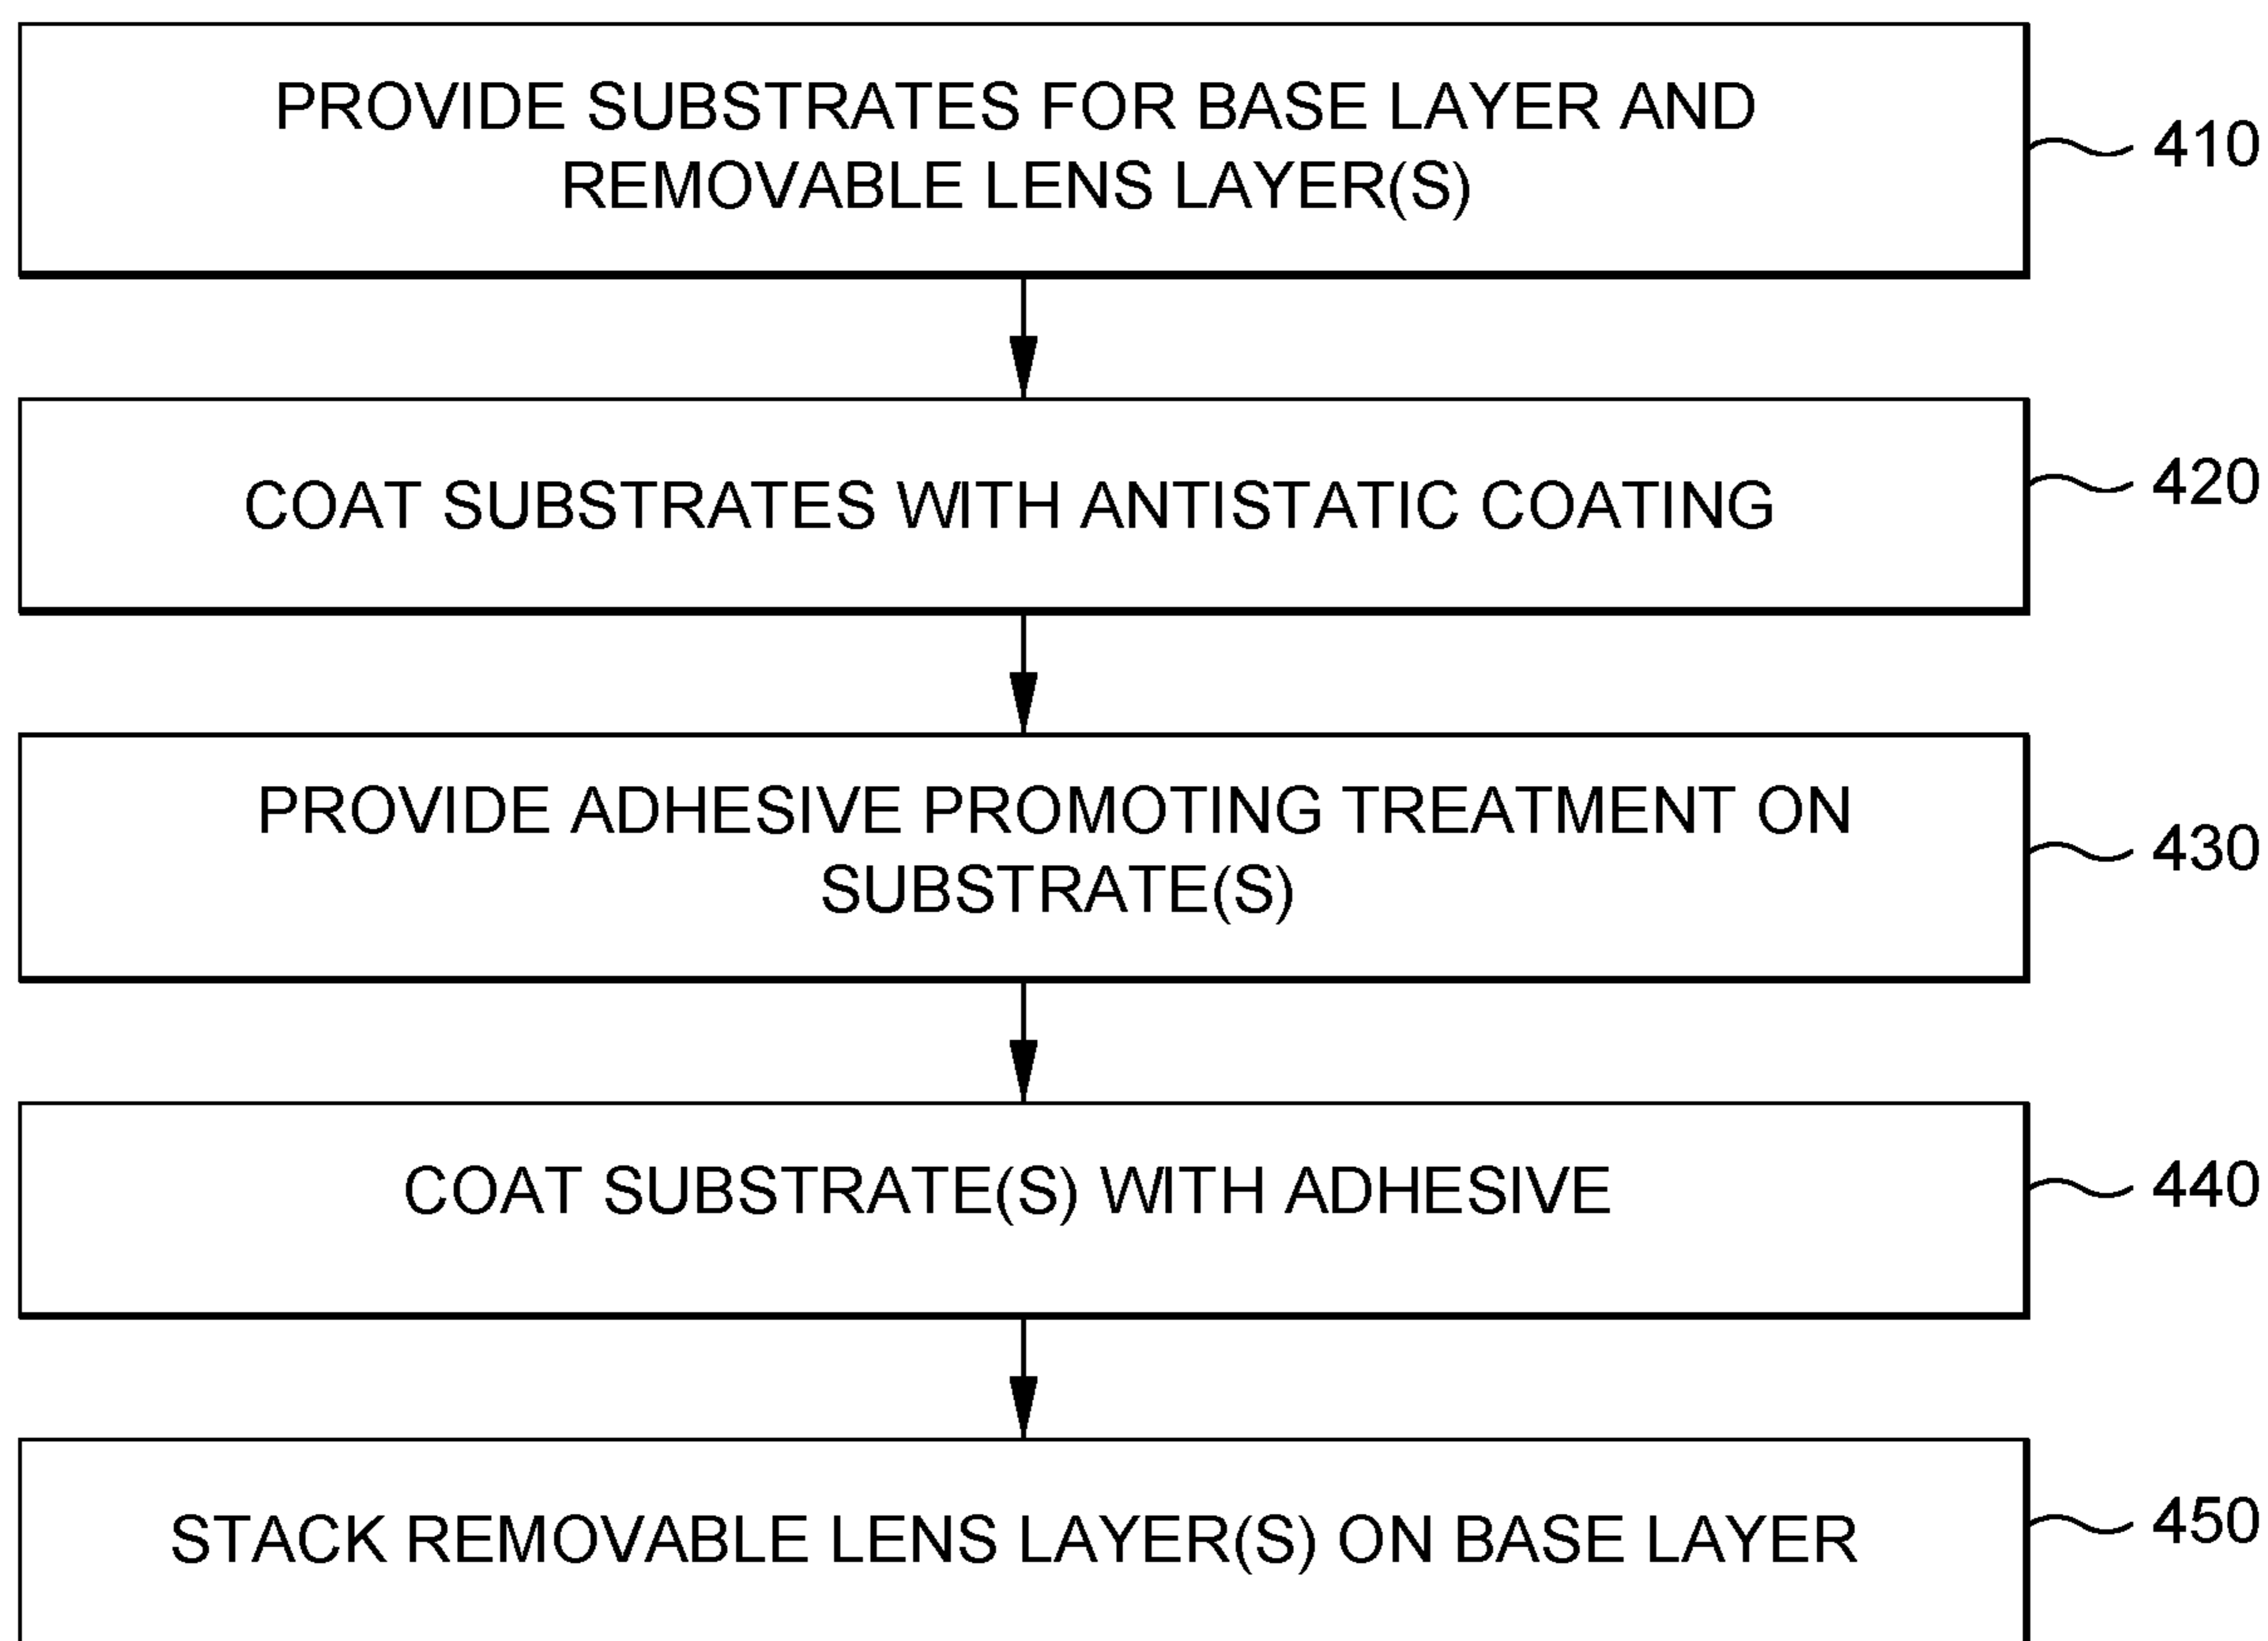 PROVIDE SUBSTRATES FOR BASE LAYER AND
REMOVABLE LENS LAYER(S)
410
COAT SUBSTRATES WITH ANTISTATIC COATING
420
PROVIDE ADHESIVE PROMOTING TREATMENT ON
SUBSTRATE(S)
430
COAT SUBSTRATE(S) WITH ADHESIVE
440
STACK REMOVABLE LENS LAYER(S) ON BASE LAYER
450